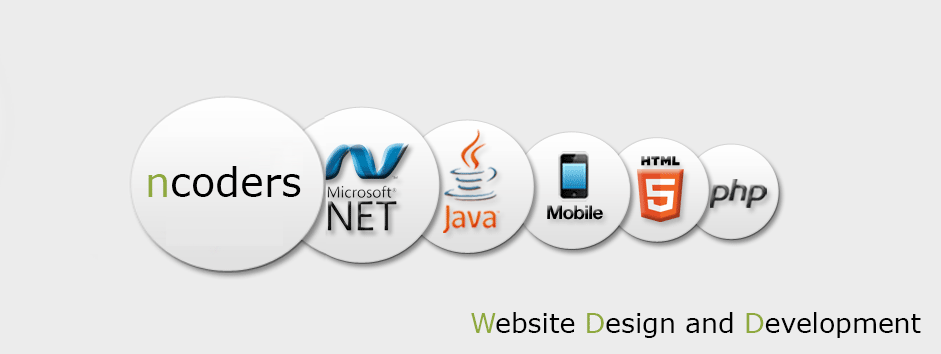 ncoders
Microsoft®
NET
Java
Mobile
HTML
5
php
Website Design and Development